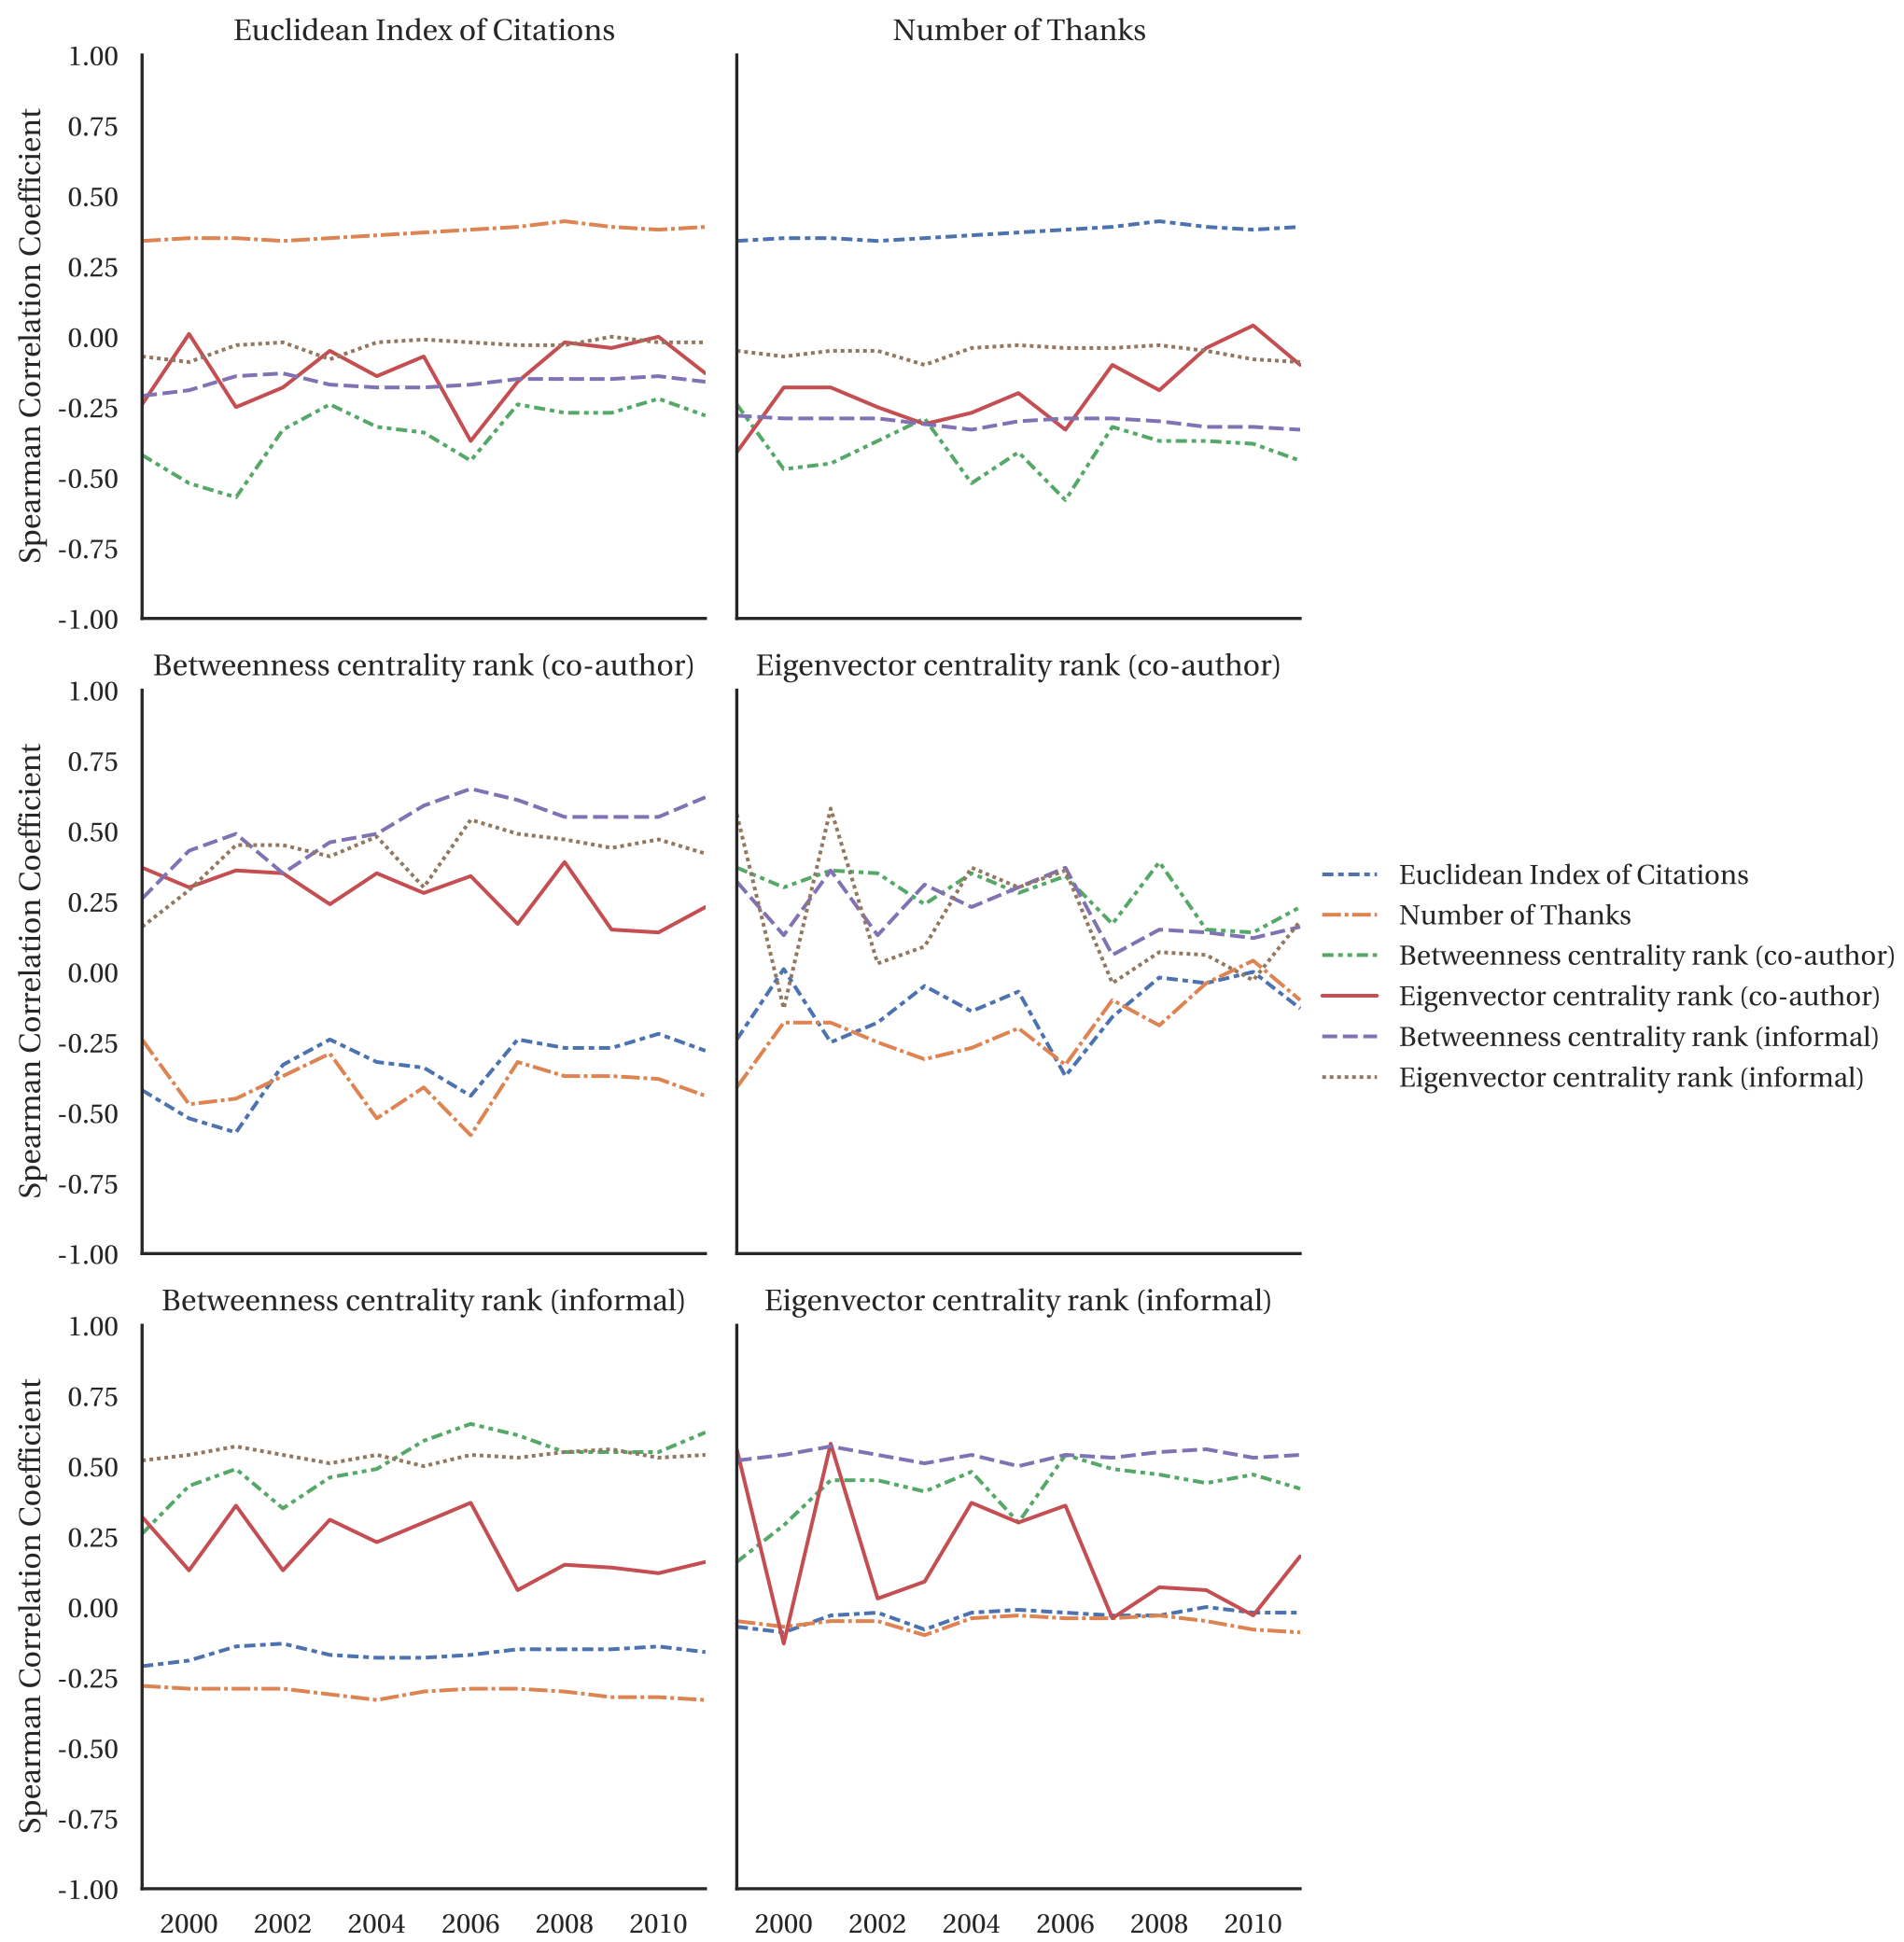 Euclidean Index of Citations
Number of Thanks
Spearman Correlation Coefficient
1.00
0.75
0.50
0.25
0.00
-0.25
-0.50
-0.75
-1.00
Betweenness centrality rank (co-author)
Eigenvector centrality rank (co-author)
Spearman Correlation Coefficient
1.00
0.75
0.50
0.25
0.00
-0.25
-0.50
-0.75
-1.00
Euclidean Index of Citations
Number of Thanks
Betweenness centrality rank (co-author)
Eigenvector centrality rank (co-author)
Betweenness centrality rank (informal)
Eigenvector centrality rank (informal)
Betweenness centrality rank (informal)
Eigenvector centrality rank (informal)
Spearman Correlation Coefficient
1.00
0.75
0.50
0.25
0.00
-0.25
-0.50
-0.75
-1.00
2000 2002 2004 2006 2008 2010
2000 2002 2004 2006 2008 2010